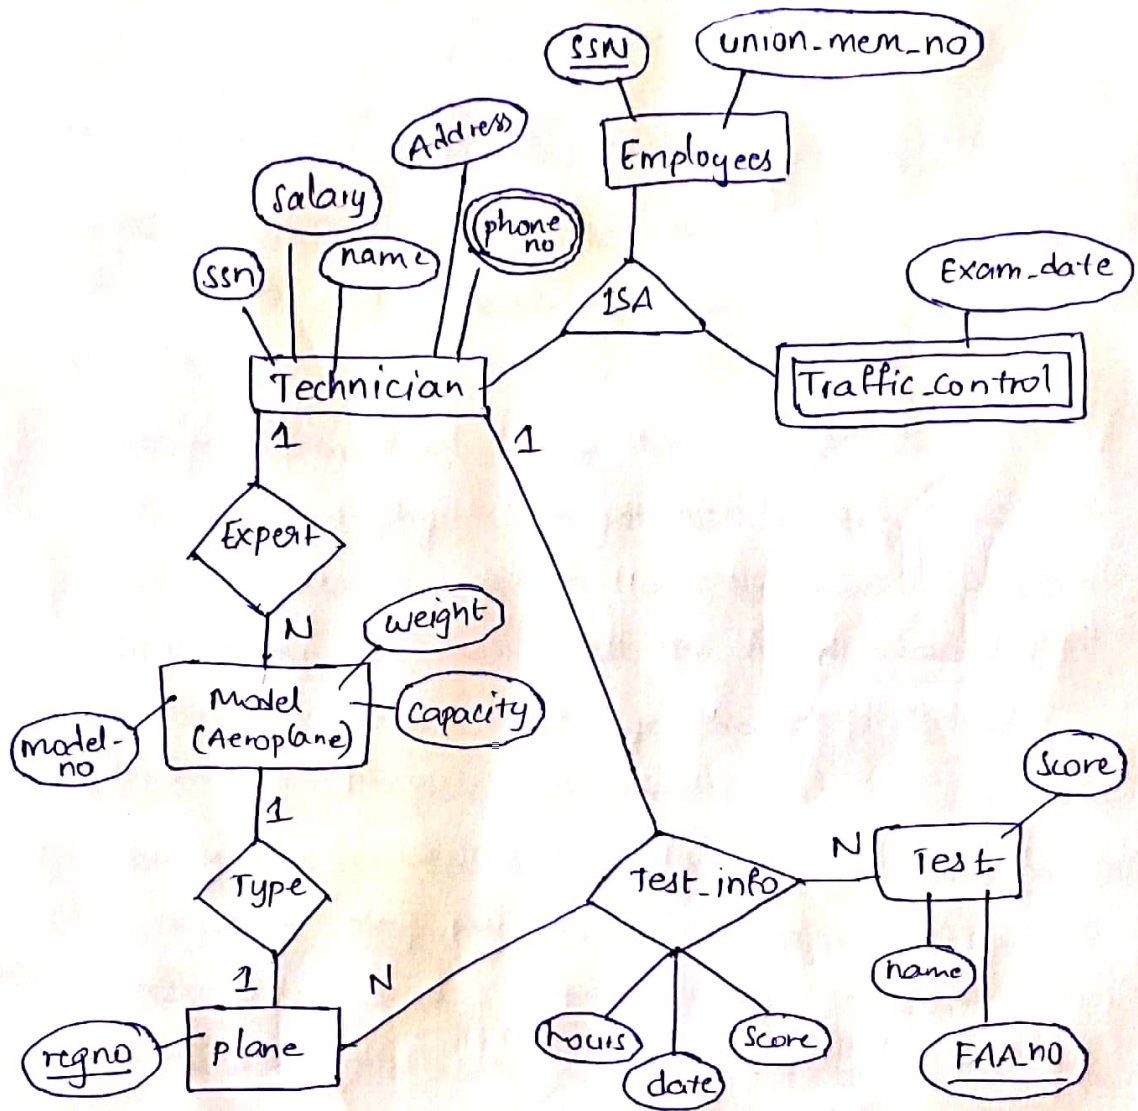 SSN
union_mem_no
Employees
Address
Salary
phone
no
name
ssn
ISA
Exam_date
Technician
Traffic_control
1
1
Expert
N
weight
Model
(Aeroplane)
capacity
model-
no
1
Score
Type
Test_info
N
Test
1
N
name
regno
plane
hours
date
score
FAA_no